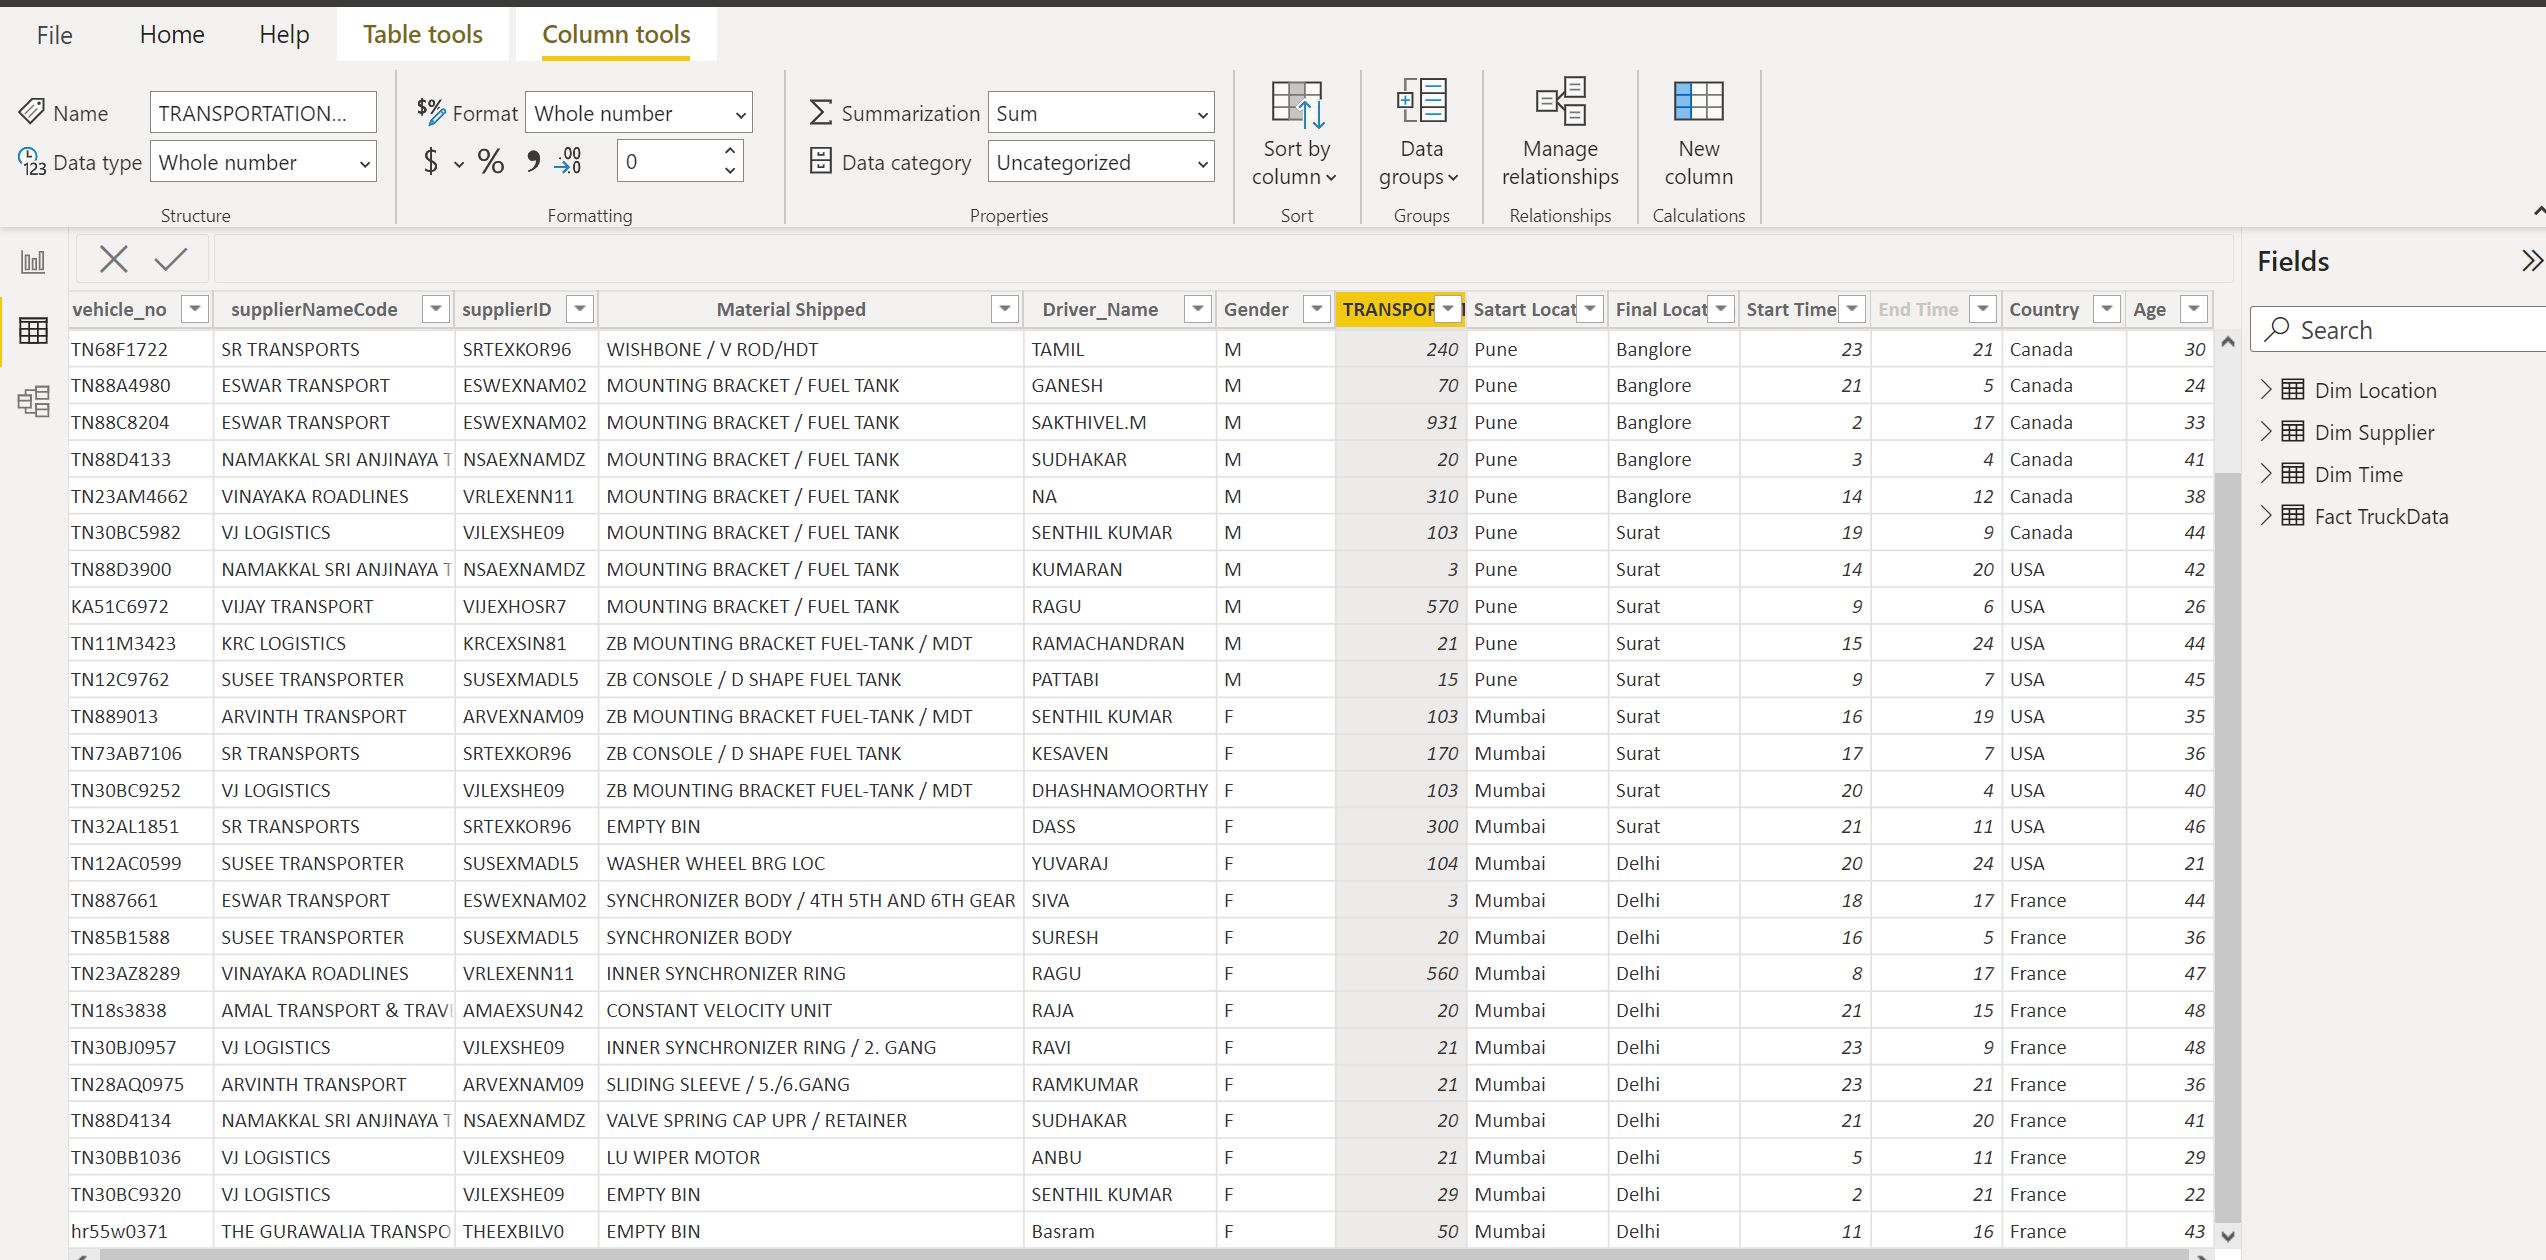 File Home Help Table tools Column tools
Name TRANSPORTATION... $% Format Whole number Summarization Sum
123 Data type Whole number $ % , .00 .0 0 Data category Uncategorized
Sort by column Data groups Manage relationships New column
Structure Formatting Properties Sort Groups Relationships Calculations
Fields
Search
Dim Location
Dim Supplier
Dim Time
Fact TruckData
vehicle_no supplierNameCode supplierID Material Shipped Driver_Name Gender TRANSPOR Satart Locat Final Locat Start Time End Time Country Age
TN68F1722 SR TRANSPORTS SRTEXKOR96 WISHBONE / V ROD/HDT TAMIL M 240 Pune Banglore 23 21 Canada 30
TN88A4980 ESWAR TRANSPORT ESWEXNAM02 MOUNTING BRACKET / FUEL TANK GANESH M 70 Pune Banglore 21 5 Canada 24
TN88C8204 ESWAR TRANSPORT ESWEXNAM02 MOUNTING BRACKET / FUEL TANK SAKTHIVEL.M M 931 Pune Banglore 2 17 Canada 33
TN88D4133 NAMAKKAL SRI ANJINAYA T NSAEXNAMDZ MOUNTING BRACKET / FUEL TANK SUDHAKAR M 20 Pune Banglore 3 4 Canada 41
TN23AM4662 VINAYAKA ROADLINES VRLEXENN11 MOUNTING BRACKET / FUEL TANK NA M 310 Pune Banglore 14 12 Canada 38
TN30BC5982 VJ LOGISTICS VJLEXSHE09 MOUNTING BRACKET / FUEL TANK SENTHIL KUMAR M 103 Pune Surat 19 9 Canada 44
TN88D3900 NAMAKKAL SRI ANJINAYA T NSAEXNAMDZ MOUNTING BRACKET / FUEL TANK KUMARAN M 3 Pune Surat 14 20 USA 42
KA51C6972 VIJAY TRANSPORT VIJEXHOSR7 MOUNTING BRACKET / FUEL TANK RAGU M 570 Pune Surat 9 6 USA 26
TN11M3423 KRC LOGISTICS KRCEXSIN81 ZB MOUNTING BRACKET FUEL-TANK / MDT RAMACHANDRAN M 21 Pune Surat 15 24 USA 44
TN12C9762 SUSEE TRANSPORTER SUSEXMADL5 ZB CONSOLE / D SHAPE FUEL TANK PATTABI M 15 Pune Surat 9 7 USA 45
TN889013 ARVINTH TRANSPORT ARVEXNAM09 ZB MOUNTING BRACKET FUEL-TANK / MDT SENTHIL KUMAR F 103 Mumbai Surat 16 19 USA 35
TN73AB7106 SR TRANSPORTS SRTEXKOR96 ZB CONSOLE / D SHAPE FUEL TANK KESAVEN F 170 Mumbai Surat 17 7 USA 36
TN30BC9252 VJ LOGISTICS VJLEXSHE09 ZB MOUNTING BRACKET FUEL-TANK / MDT DHASHNAMOORTHY F 103 Mumbai Surat 20 4 USA 40
TN32AL1851 SR TRANSPORTS SRTEXKOR96 EMPTY BIN DASS F 300 Mumbai Surat 21 11 USA 46
TN12AC0599 SUSEE TRANSPORTER SUSEXMADL5 WASHER WHEEL BRG LOC YUVARAJ F 104 Mumbai Delhi 20 24 USA 21
TN887661 ESWAR TRANSPORT ESWEXNAM02 SYNCHRONIZER BODY / 4TH 5TH AND 6TH GEAR SIVA F 3 Mumbai Delhi 18 17 France 44
TN85B1588 SUSEE TRANSPORTER SUSEXMADL5 SYNCHRONIZER BODY SURESH F 20 Mumbai Delhi 16 5 France 36
TN23AZ8289 VINAYAKA ROADLINES VRLEXENN11 INNER SYNCHRONIZER RING RAGU F 560 Mumbai Delhi 8 17 France 47
TN18s3838 AMAL TRANSPORT & TRAV AMAEXSUN42 CONSTANT VELOCITY UNIT RAJA F 20 Mumbai Delhi 21 15 France 48
TN30BJ0957 VJ LOGISTICS VJLEXSHE09 INNER SYNCHRONIZER RING / 2. GANG RAVI F 21 Mumbai Delhi 23 9 France 48
TN28AQ0975 ARVINTH TRANSPORT ARVEXNAM09 SLIDING SLEEVE / 5./6.GANG RAMKUMAR F 21 Mumbai Delhi 23 21 France 36
TN88D4134 NAMAKKAL SRI ANJINAYA T NSAEXNAMDZ VALVE SPRING CAP UPR / RETAINER SUDHAKAR F 20 Mumbai Delhi 21 20 France 41
TN30BB1036 VJ LOGISTICS VJLEXSHE09 LU WIPER MOTOR ANBU F 21 Mumbai Delhi 5 11 France 29
TN30BC9320 VJ LOGISTICS VJLEXSHE09 EMPTY BIN SENTHIL KUMAR F 29 Mumbai Delhi 2 21 France 22
hr55w0371 THE GURAWALIA TRANSPO THEEXBILV0 EMPTY BIN Basram F 50 Mumbai Delhi 11 16 France 43